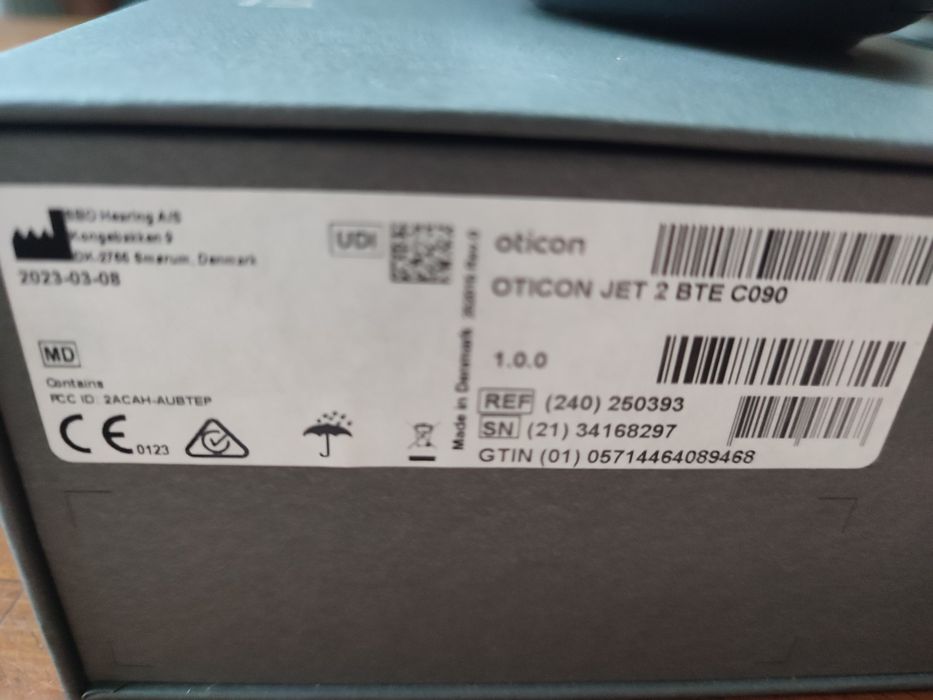 SBO Hearing A/S
Kongebakken 9
DK-2765 Smørum, Denmark
2023-03-08
MD
Contains
FCC ID: 2ACAH-AUBTEP
CE 0123
UDI
Made in Denmark
oticon
OTICON JET 2 BTE C090
1.0.0
REF (240) 250393
SN (21) 34168297
GTIN (01) 05714464089468